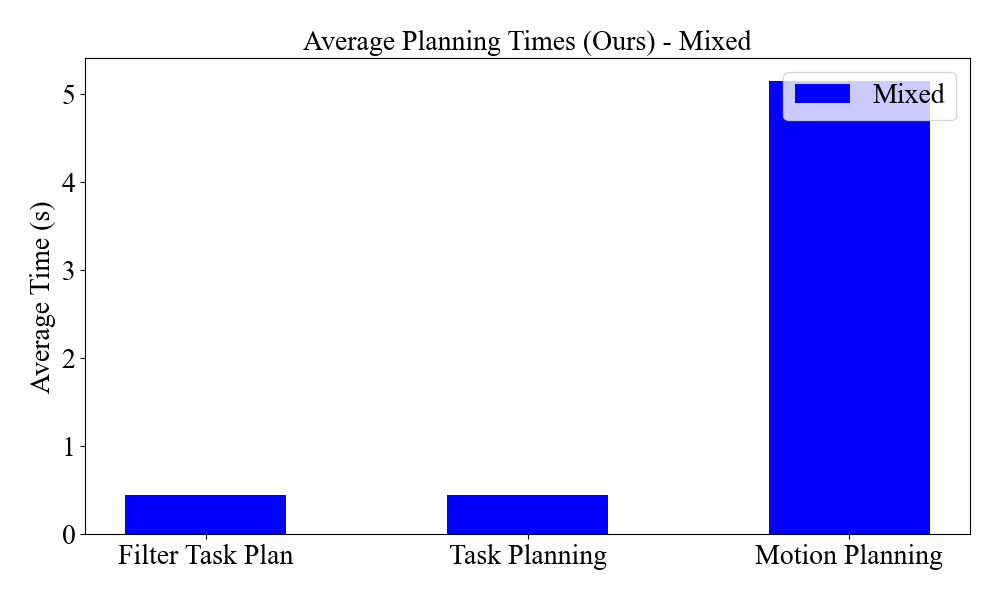 Average Planning Times (Ours) - Mixed
Mixed
Average Time (s)
5
4
3
2
1
0
Filter Task Plan
Task Planning
Motion Planning